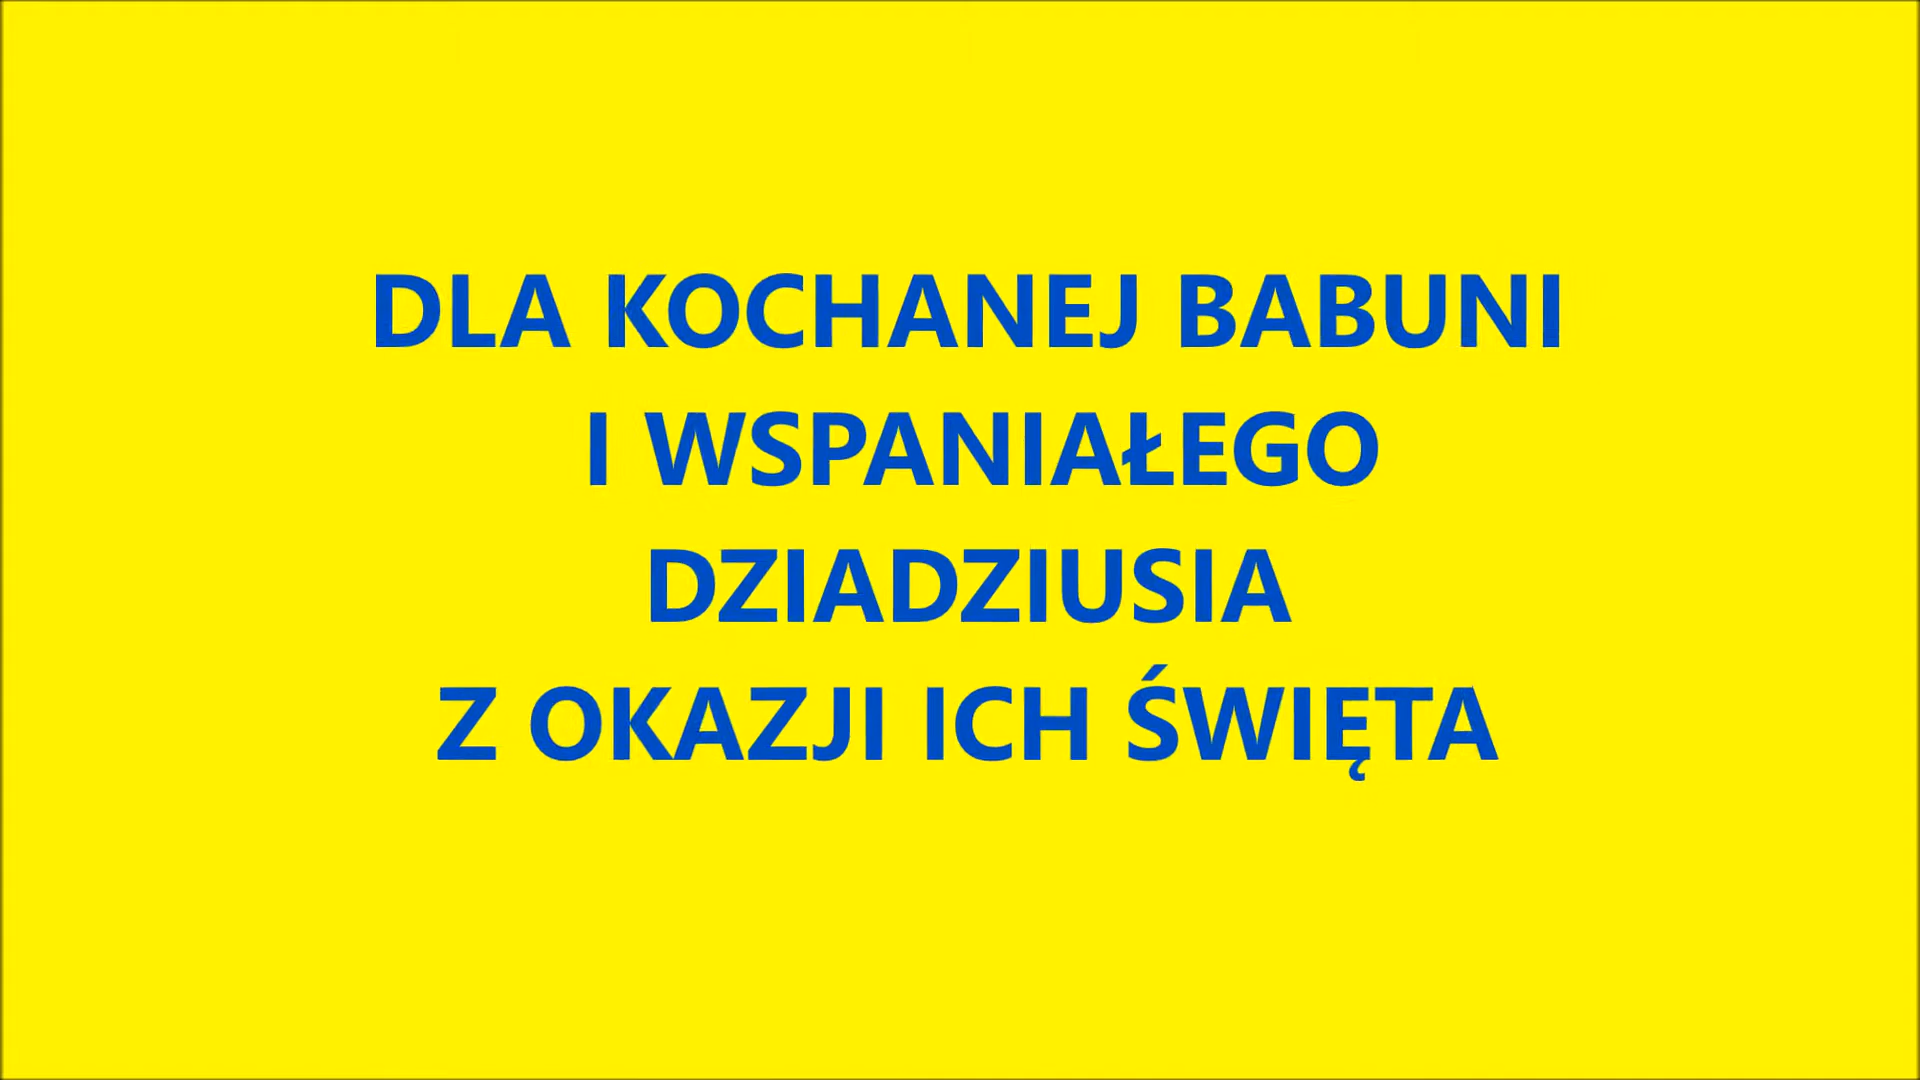 DLA KOCHANEJ BABUNI
I WSPANIAŁEGO
DZIADZIUSIA
Z OKAZJI ICH ŚWIĘTA